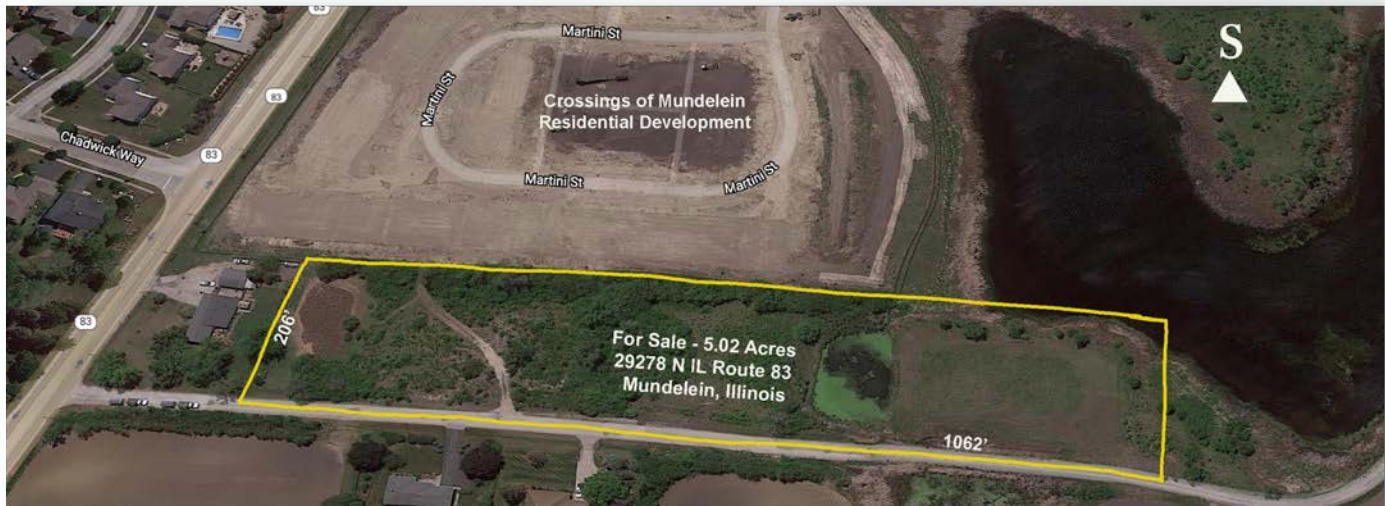 83
Martini St
S
83
Martini St
Crossings of Mundelein
Residential Development
Chadwick Way
83
Martini St
Martini St
206'
83
For Sale - 5.02 Acres
29278 N IL Route 83
Mundelein, Illinois
1062'